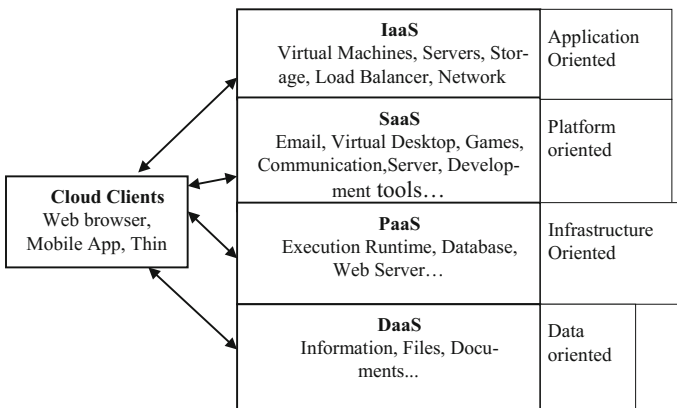 IaaS
Virtual Machines, Servers, Stor-
age, Load Balancer, Network
Application
Oriented
SaaS
Email, Virtual Desktop, Games,
Communication,Server, Develop-
ment tools…
Platform
oriented
Cloud Clients
Web browser,
Mobile App, Thin
PaaS
Execution Runtime, Database,
Web Server…
Infrastructure
Oriented
DaaS
Information, Files, Docu-
ments...
Data
oriented